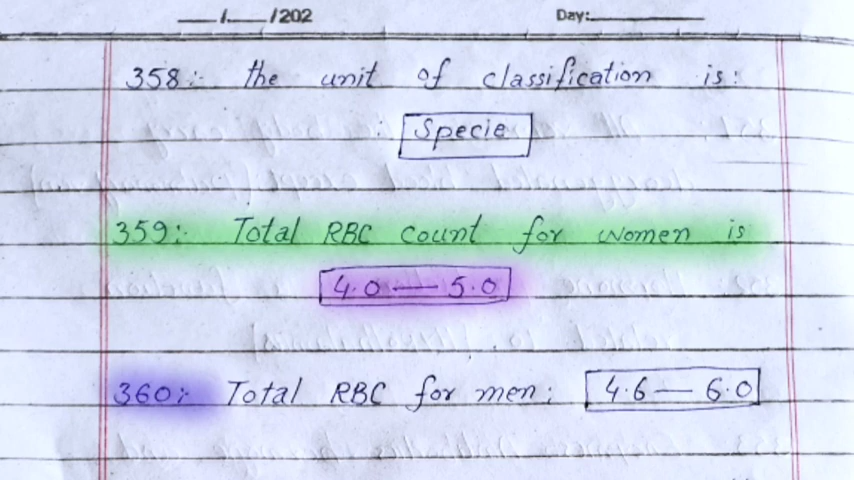 __/__/202 Day:____
358:- the unit of classification is:
: Specie
359:- Total RBC count for women is
4.0 — 5.0
360:- Total RBC for men: 4.6 — 6.0